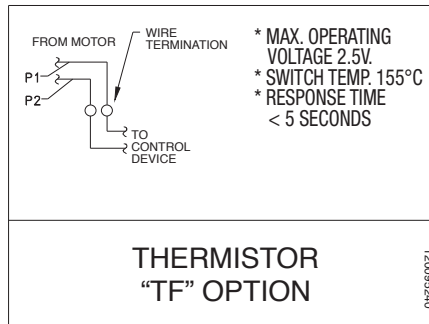 FROM MOTOR
WIRE
TERMINATION
P1
P2
TO
CONTROL
DEVICE
* MAX. OPERATING
VOLTAGE 2.5V.
* SWITCH TEMP. 155°C
* RESPONSE TIME
< 5 SECONDS
THERMISTOR
“TF” OPTION